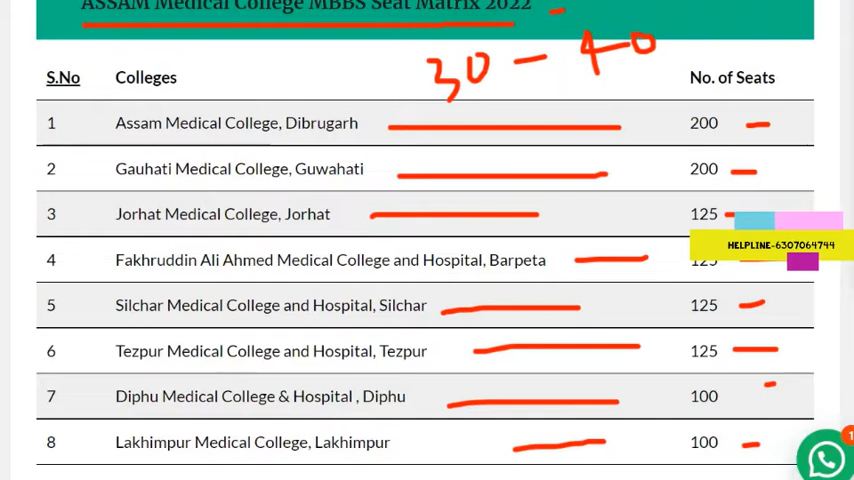 ASSAM Medical College MBBS Seat Matrix 2022
30 - 40
S.No Colleges No. of Seats
1 Assam Medical College, Dibrugarh 200
2 Gauhati Medical College, Guwahati 200
3 Jorhat Medical College, Jorhat 125
HELPLINE-6307064744
4 Fakhruddin Ali Ahmed Medical College and Hospital, Barpeta 125
5 Silchar Medical College and Hospital, Silchar 125
6 Tezpur Medical College and Hospital, Tezpur 125
7 Diphu Medical College & Hospital , Diphu 100
8 Lakhimpur Medical College, Lakhimpur 100
1